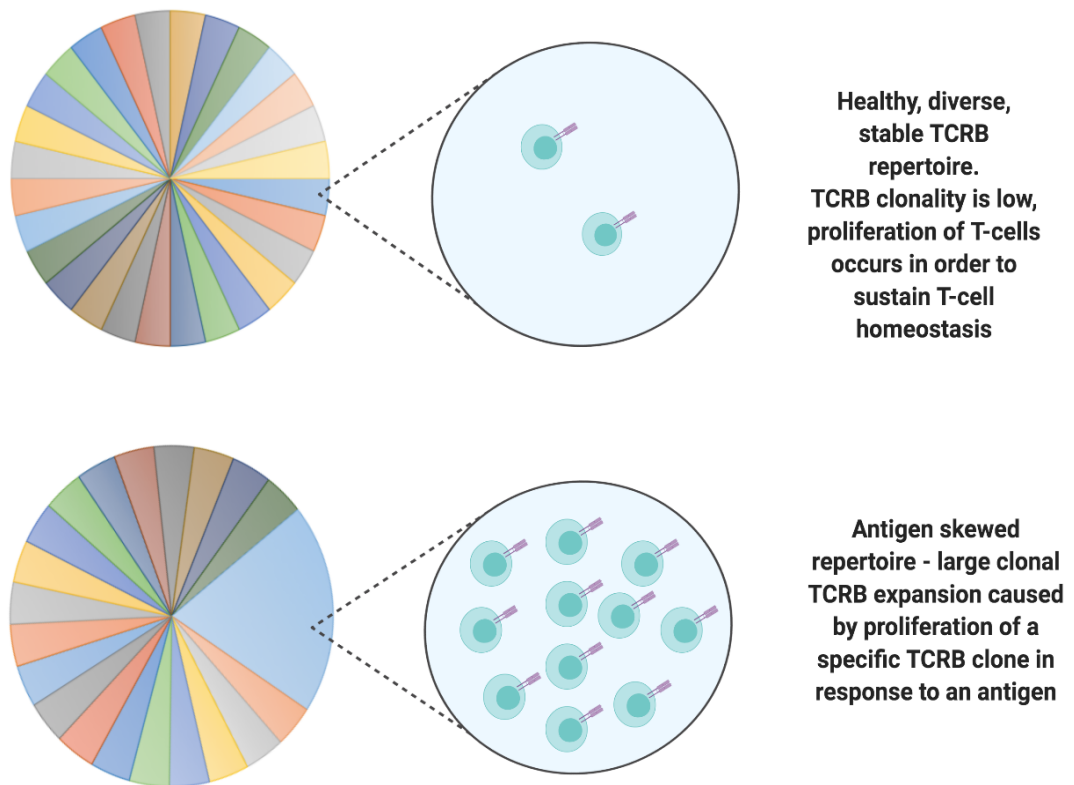 Healthy, diverse,
stable TCRB
repertoire.
TCRB clonality is low,
proliferation of T-cells
occurs in order to
sustain T-cell
homeostasis
Antigen skewed
repertoire - large clonal
TCRB expansion caused
by proliferation of a
specific TCRB clone in
response to an antigen